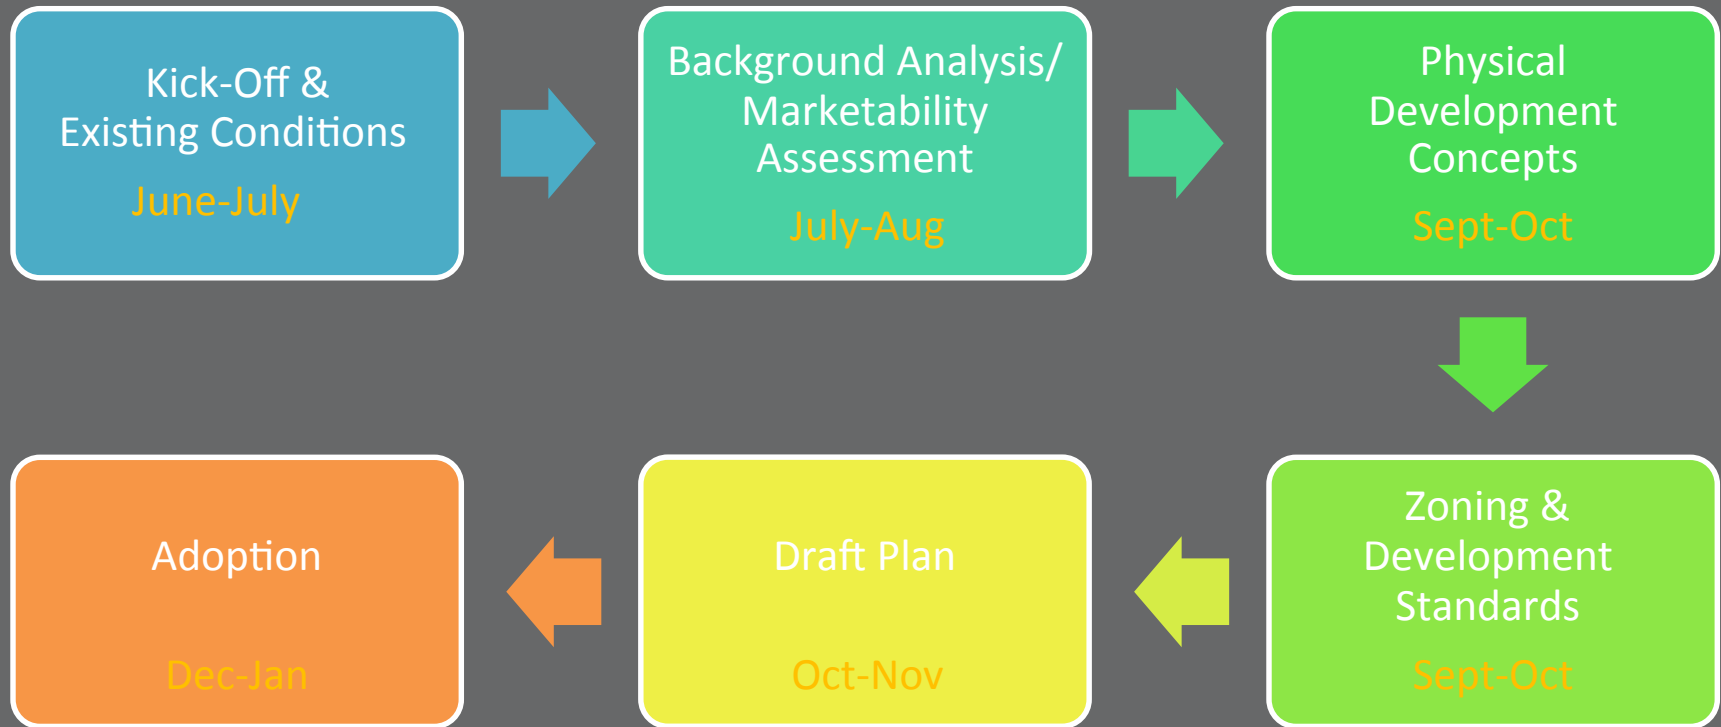 Kick-Off &
Existing Conditions
June-July
Background Analysis/
Marketability
Assessment
July-Aug
Physical
Development
Concepts
Sept-Oct
Zoning &
Development
Standards
Sept-Oct
Draft Plan
Oct-Nov
Adoption
Dec-Jan